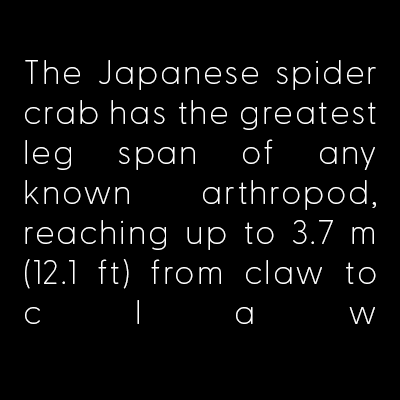 The Japanese spider
crab has the greatest
leg span of any
known arthropod,
reaching up to 3.7 m
(12.1 ft) from claw to
claw